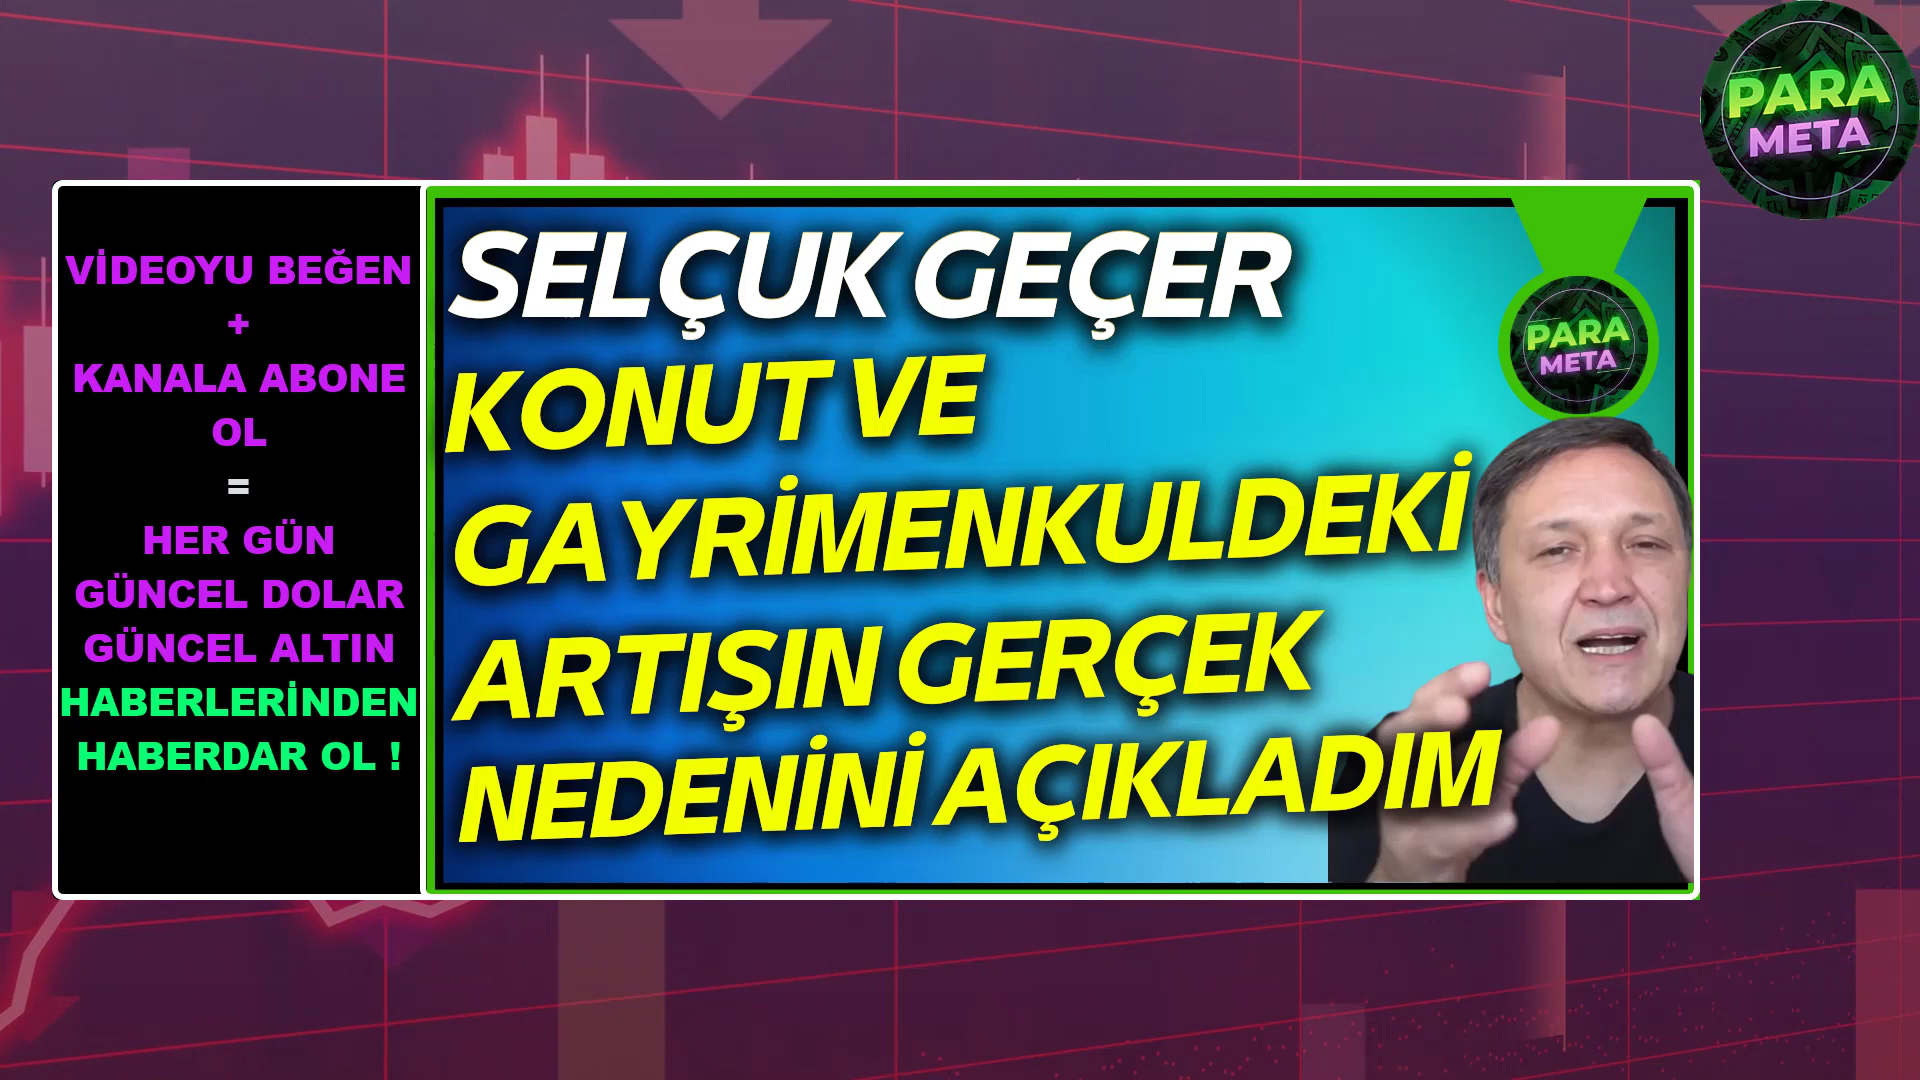 PARA
META
VİDEOYU BEĞEN
+
KANALA ABONE
OL
=
HER GÜN
GÜNCEL DOLAR
GÜNCEL ALTIN
HABERLERİNDEN
HABERDAR OL !
SELÇUK GEÇER
KONUT VE
GAYRİMENKULDEKİ
ARTIŞIN GERÇEK
NEDENİNİ AÇIKLADIM
PARA
META